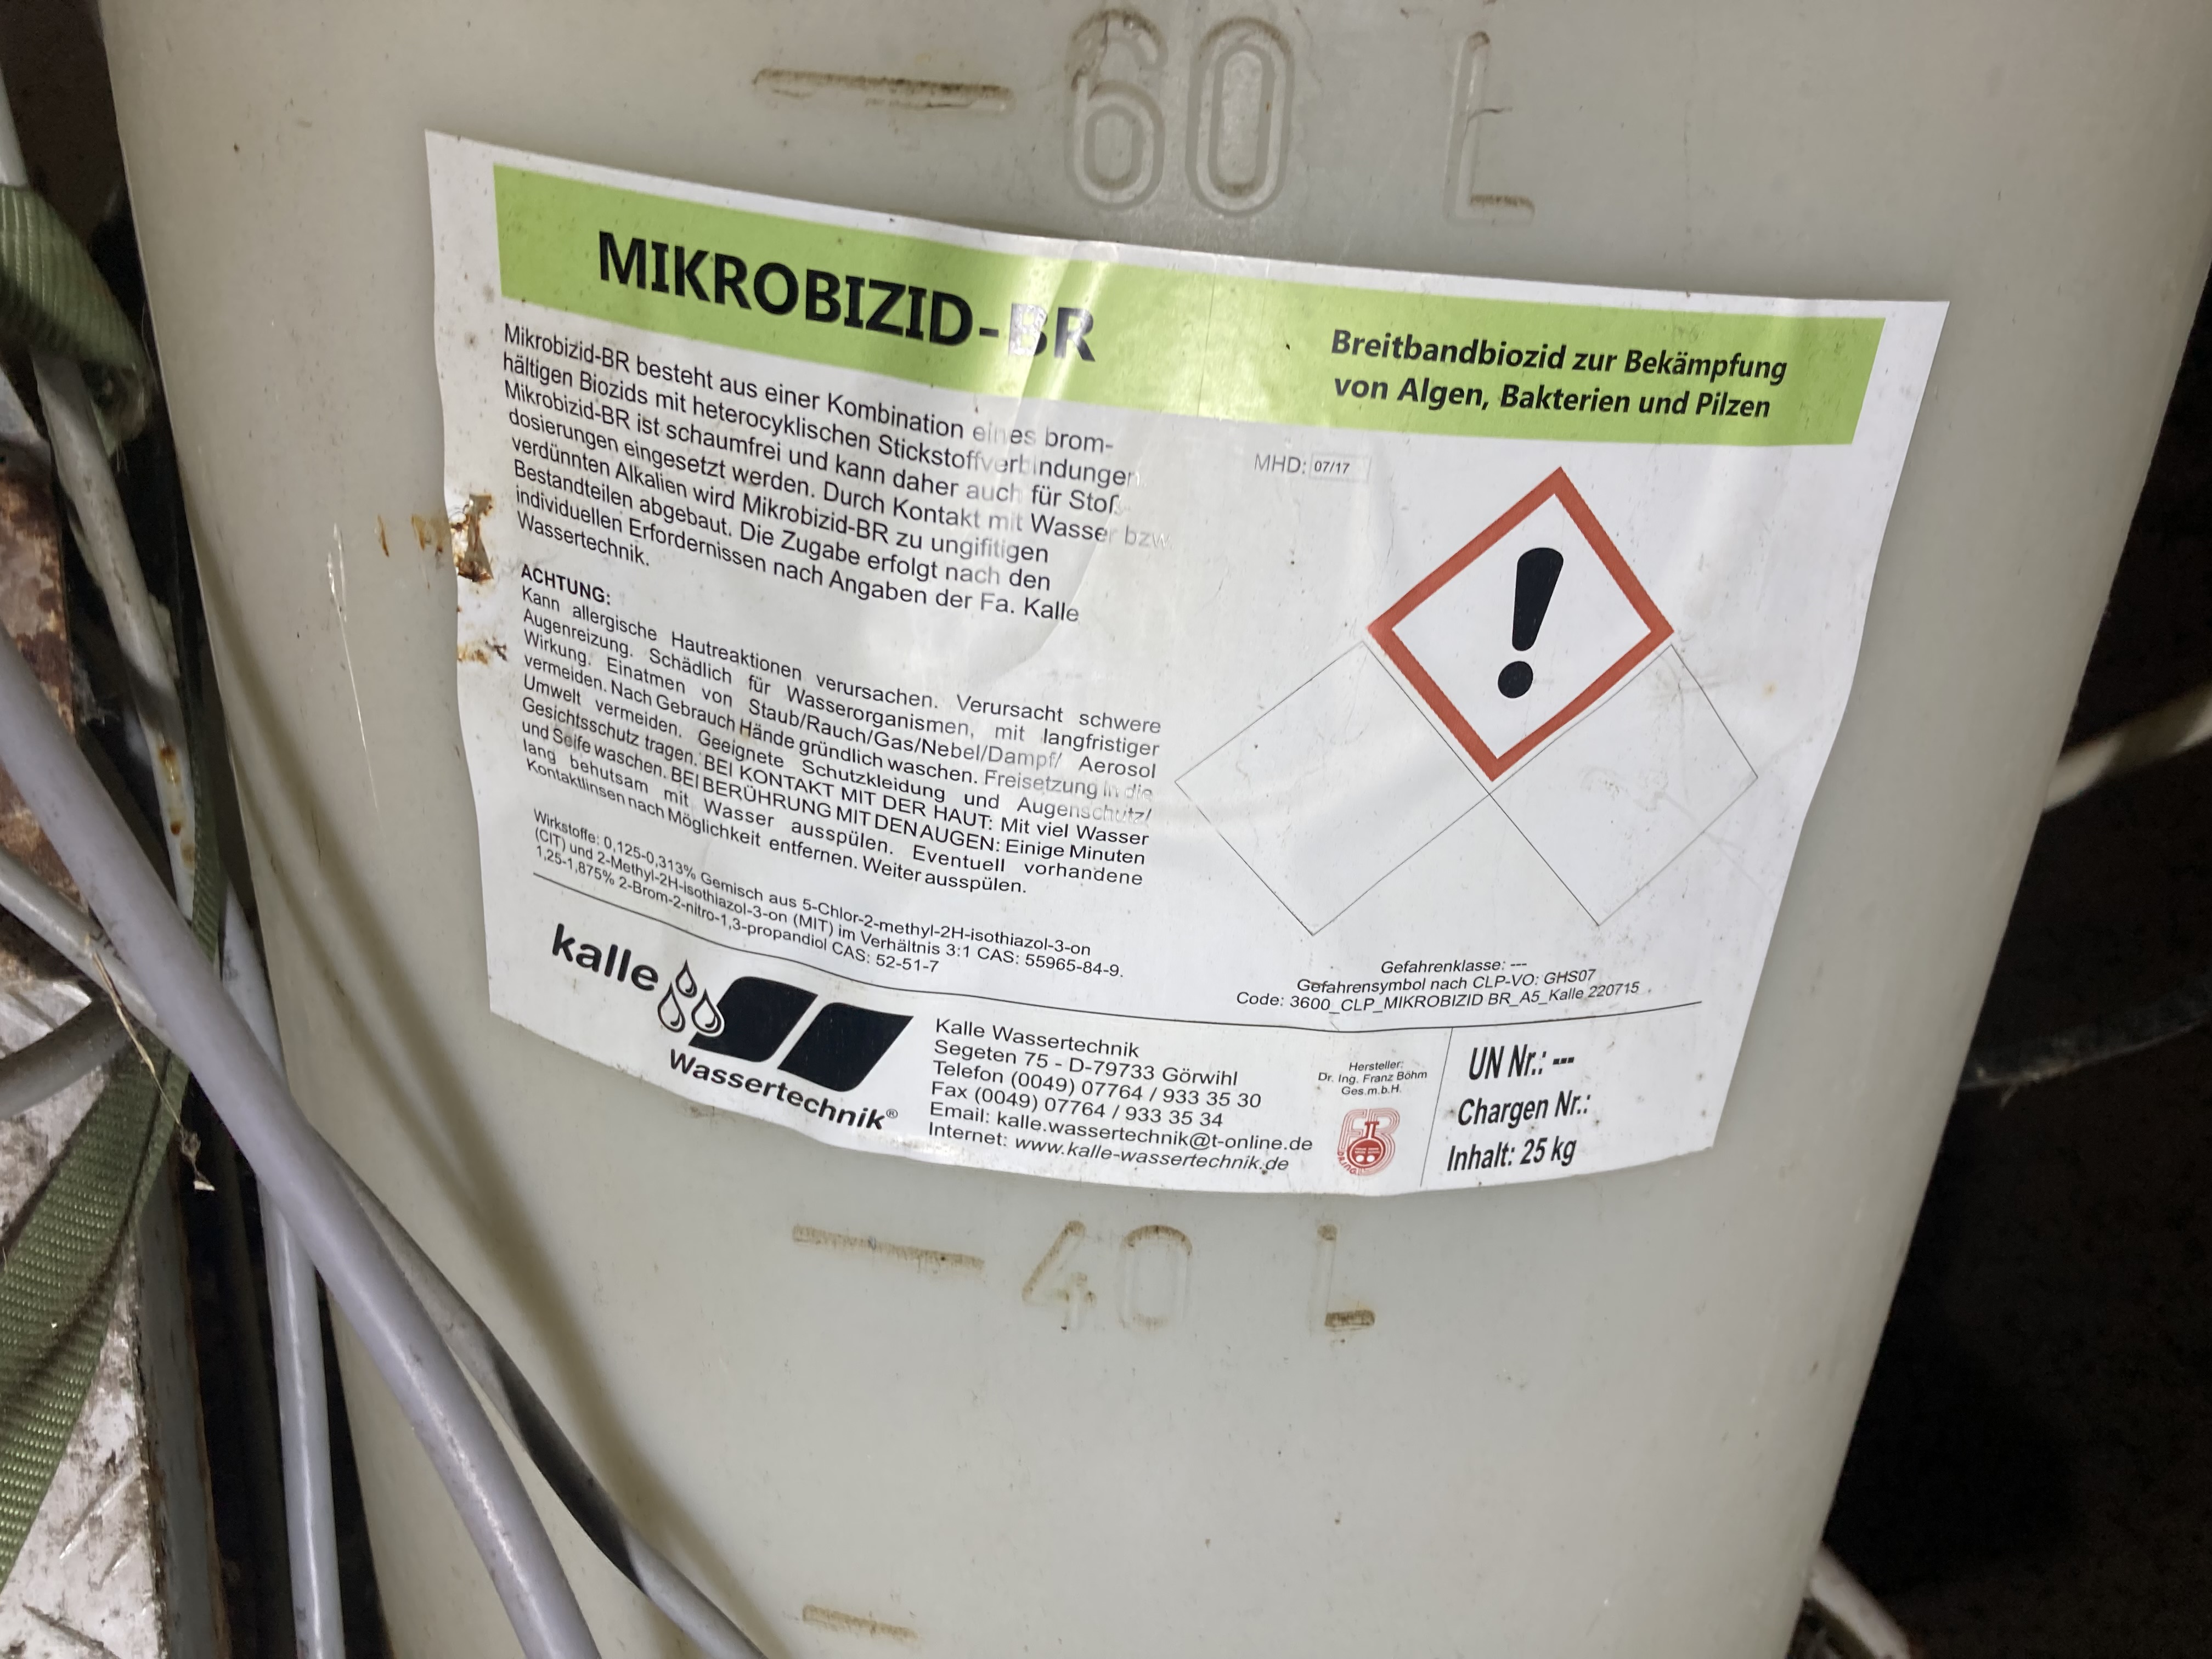 60 L
MIKROBIZID-BR
Breitbandbiozid zur Bekämpfung
von Algen, Bakterien und Pilzen
Mikrobizid-BR besteht aus einer Kombination eines brom-
hältigen Biozids mit heterocyklischen Stickstoffverbindungen
Mikrobizid-BR ist schaumfrei und kann daher auch für Stoß-
dosierungen eingesetzt werden. Durch Kontakt mit Wasser bzw.
verdünnten Alkalien wird Mikrobizid-BR zu ungifitigen
Bestandteilen abgebaut. Die Zugabe erfolgt nach den
individuellen Erfordernissen nach Angaben der Fa. Kalle
Wassertechnik.
MHD: 07/17
ACHTUNG:
Kann allergische Hautreaktionen verursachen. Verursacht schwere
Augenreizung. Schädlich für Wasserorganismen, mit langfristiger
Wirkung. Einatmen von Staub/Rauch/Gas/Nebel/Dampf/ Aerosol
vermeiden. Nach Gebrauch Hände gründlich waschen. Freisetzung in die
Umwelt vermeiden. Geeignete Schutzkleidung und Augenschutz/
Gesichtsschutz tragen. BEI KONTAKT MIT DER HAUT: Mit viel Wasser
und Seife waschen. BEI BERÜHRUNG MIT DEN AUGEN: Einige Minuten
lang behutsam mit Wasser ausspülen. Eventuell vorhandene
Kontaktlinsen nach Möglichkeit entfernen. Weiter ausspülen.
Wirkstoffe: 0,125-0,313% Gemisch aus 5-Chlor-2-methyl-2H-isothiazol-3-on
(CIT) und 2-Methyl-2H-isothiazol-3-on (MIT) im Verhältnis 3:1 CAS: 55965-84-9.
1,25-1,875% 2-Brom-2-nitro-1,3-propandiol CAS: 52-51-7
Gefahrenklasse: ---
Gefahrensymbol nach CLP-VO: GHS07
Code: 3600_CLP_MIKROBIZID BR_A5_Kalle 220715
kalle
Wassertechnik®
Kalle Wassertechnik
Segeten 75 - D-79733 Görwihl
Telefon (0049) 07764 / 933 35 30
Fax (0049) 07764 / 933 35 34
Email: kalle.wassertechnik@t-online.de
Internet: www.kalle-wassertechnik.de
Hersteller:
Dr. Ing. Franz Böhm
Ges.m.b.H.
UN Nr.: ---
Chargen Nr.:
Inhalt: 25 kg
40 L